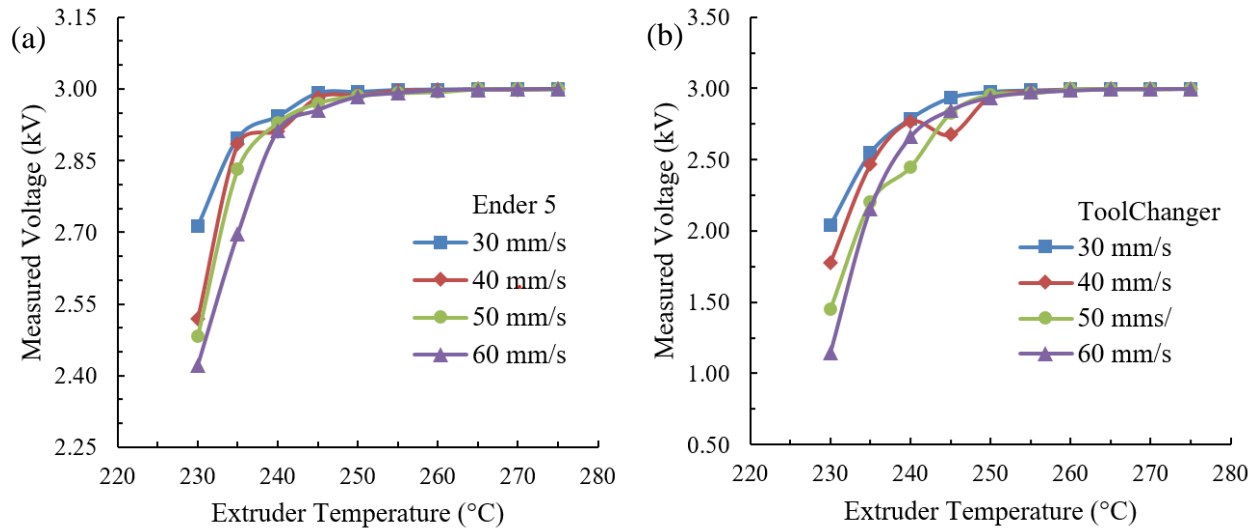 (a)
Measured Voltage (kV)
3.15
3.00
2.85
2.70
2.55
2.40
2.25
Ender 5
30 mm/s
40 mm/s
50 mm/s
60 mm/s
220 230 240 250 260 270 280
Extruder Temperature (°C)
(b)
Measured Voltage (kV)
3.50
3.00
2.50
2.00
1.50
1.00
0.50
ToolChanger
30 mm/s
40 mm/s
50 mms/
60 mm/s
220 230 240 250 260 270 280
Extruder Temperature (°C)